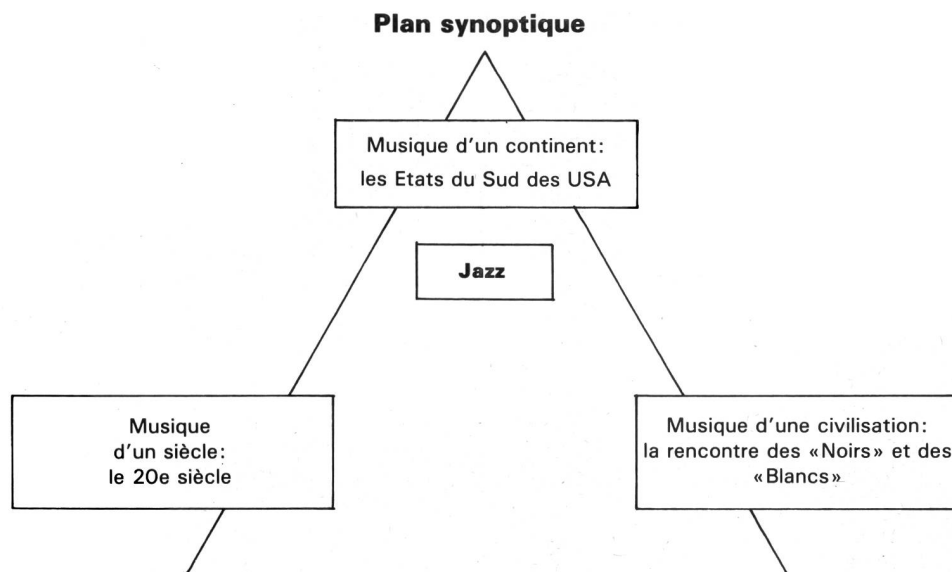 Plan synoptique
Musique d'un continent:
les Etats du Sud des USA
Jazz
Musique
d'un siècle:
le 20e siècle
Musique d'une civilisation:
la rencontre des «Noirs» et des
«Blancs»